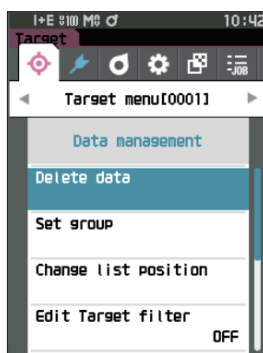 I+E 10:42
Target
JOB
Target menu[0001]
Data management
Delete data
Set group
Change list position
Edit Target filter
OFF